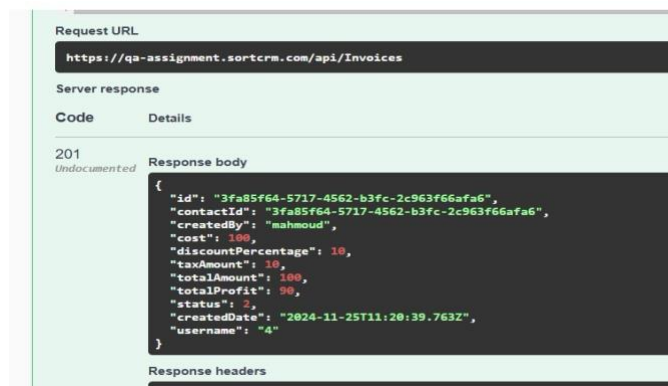 Request URL
https://qa-assignment.sortcrm.com/api/Invoices
Server response
Code Details
201
Undocumented
Response body
{
"id": "3fa85f64-5717-4562-b3fc-2c963f66afa6",
"contactId": "3fa85f64-5717-4562-b3fc-2c963f66afa6",
"createdBy": "mahmoud",
"cost": 100,
"discountPercentage": 10,
"taxAmount": 10,
"totalAmount": 100,
"totalProfit": 90,
"status": 2,
"createdDate": "2024-11-25T11:20:39.763Z",
"username": "4"
}
Response headers